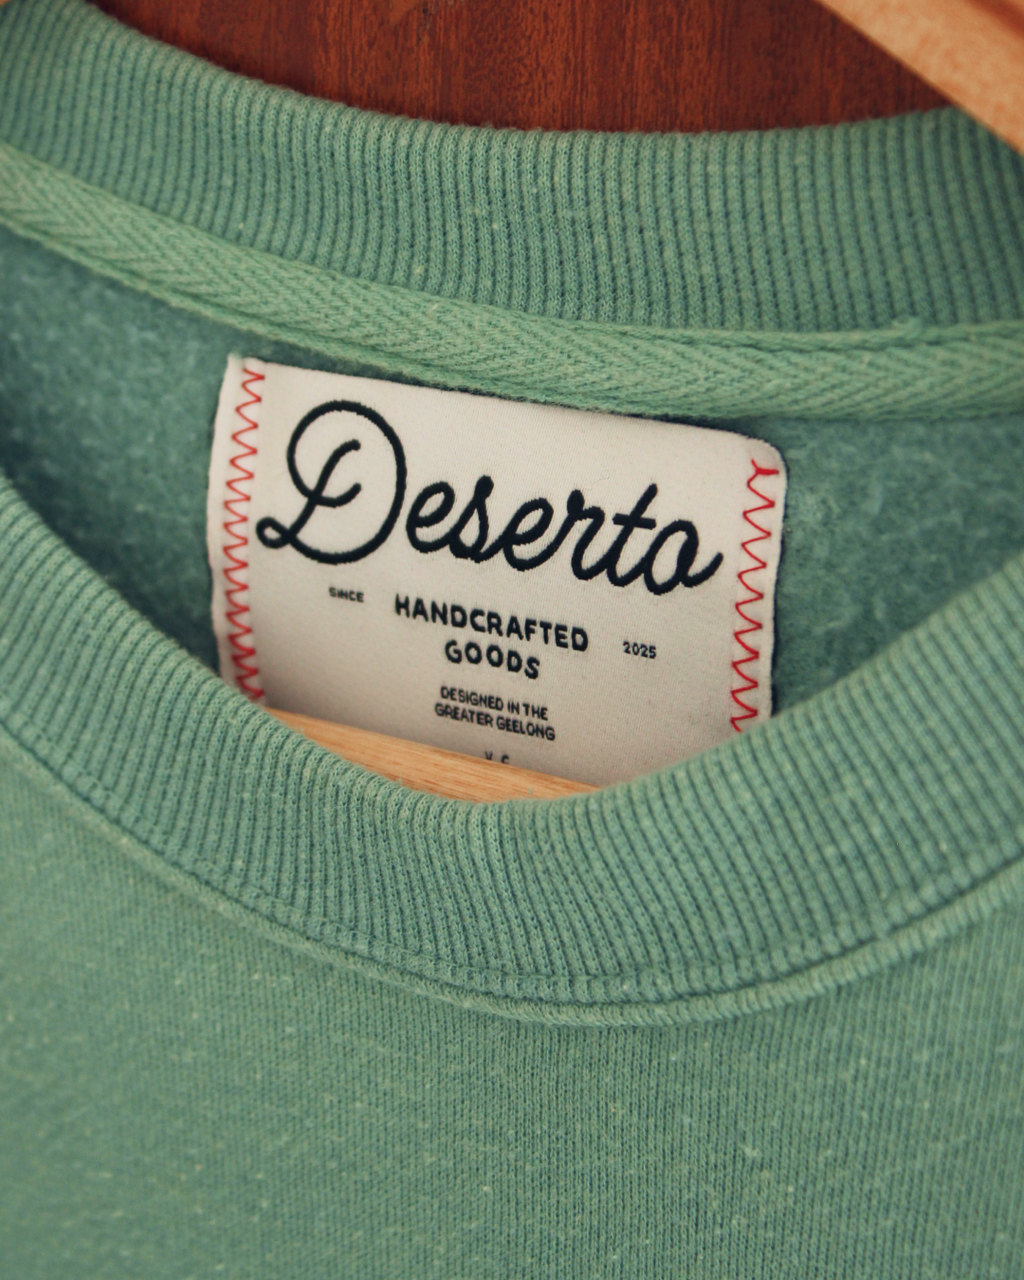 Deserto
SINCE HANDCRAFTED 2025
GOODS
DESIGNED IN THE
GREATER GEELONG